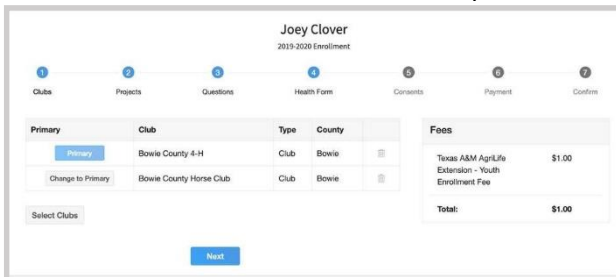 Joey Clover
2019-2020 Enrollment
1 2 3 4 5 6 7
Clubs Projects Questions Health Form Consents Payment Confirm
Primary Club Type County
Primary Bowie County 4-H Club Bowie
Change to Primary Bowie County Horse Club Club Bowie
Select Clubs
Next
Fees
Texas A&M AgriLife $1.00
Extension - Youth
Enrollment Fee
Total: $1.00